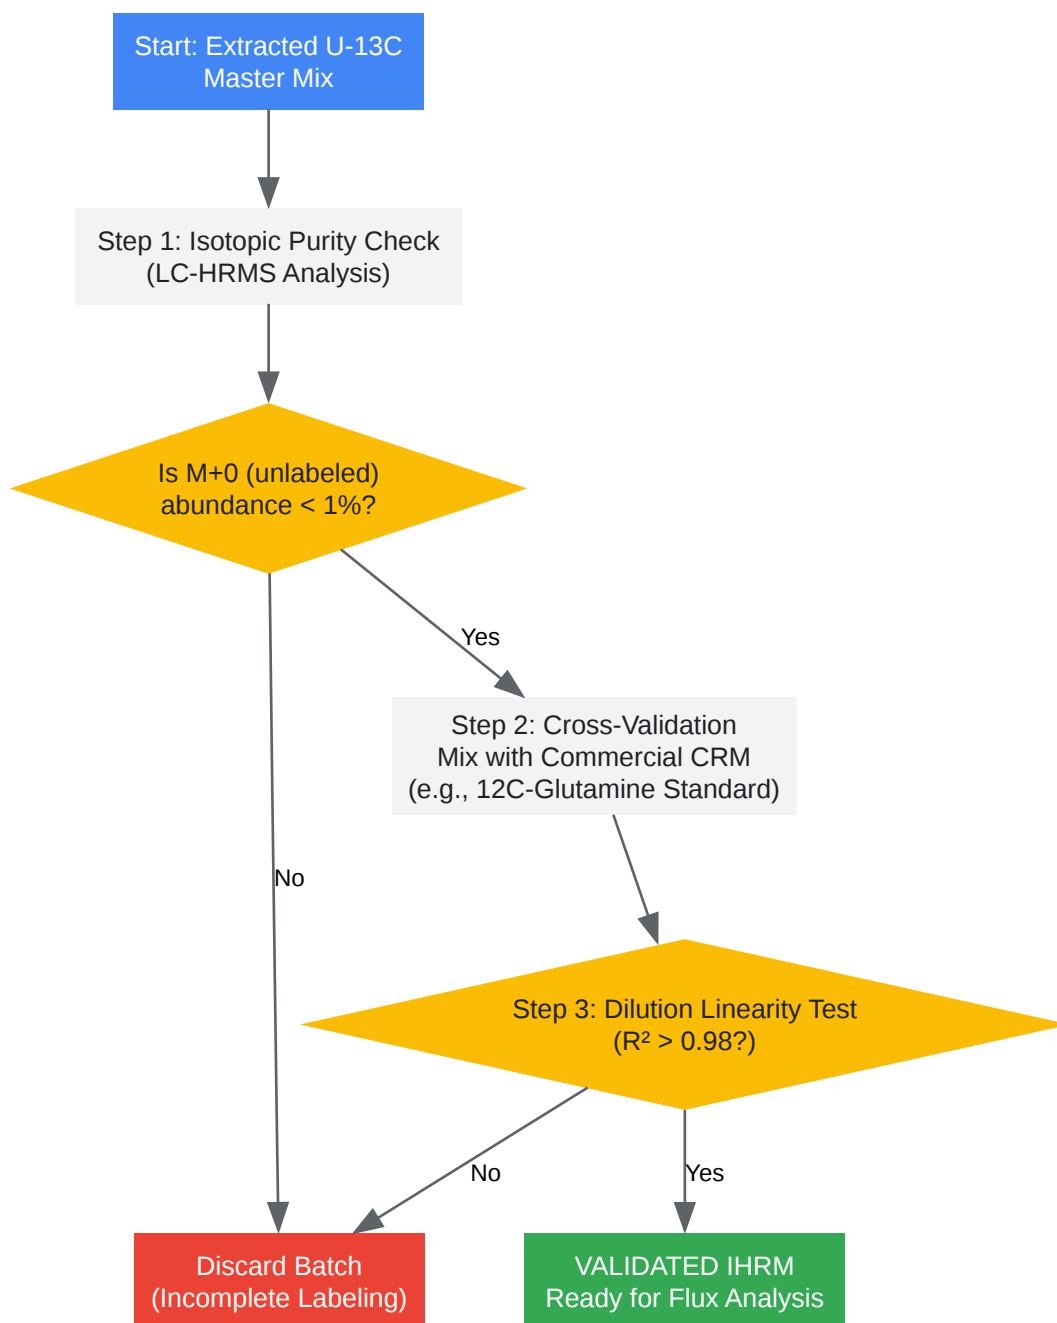 Start: Extracted U-13C
Master Mix
Step 1: Isotopic Purity Check
(LC-HRMS Analysis)
Is M+0 (unlabeled)
abundance < 1%?
Yes
Step 2: Cross-Validation
Mix with Commercial CRM
(e.g., 12C-Glutamine Standard)
No
Step 3: Dilution Linearity Test
(R² > 0.98?)
No
Yes
Discard Batch
(Incomplete Labeling)
VALIDATED IHRM
Ready for Flux Analysis